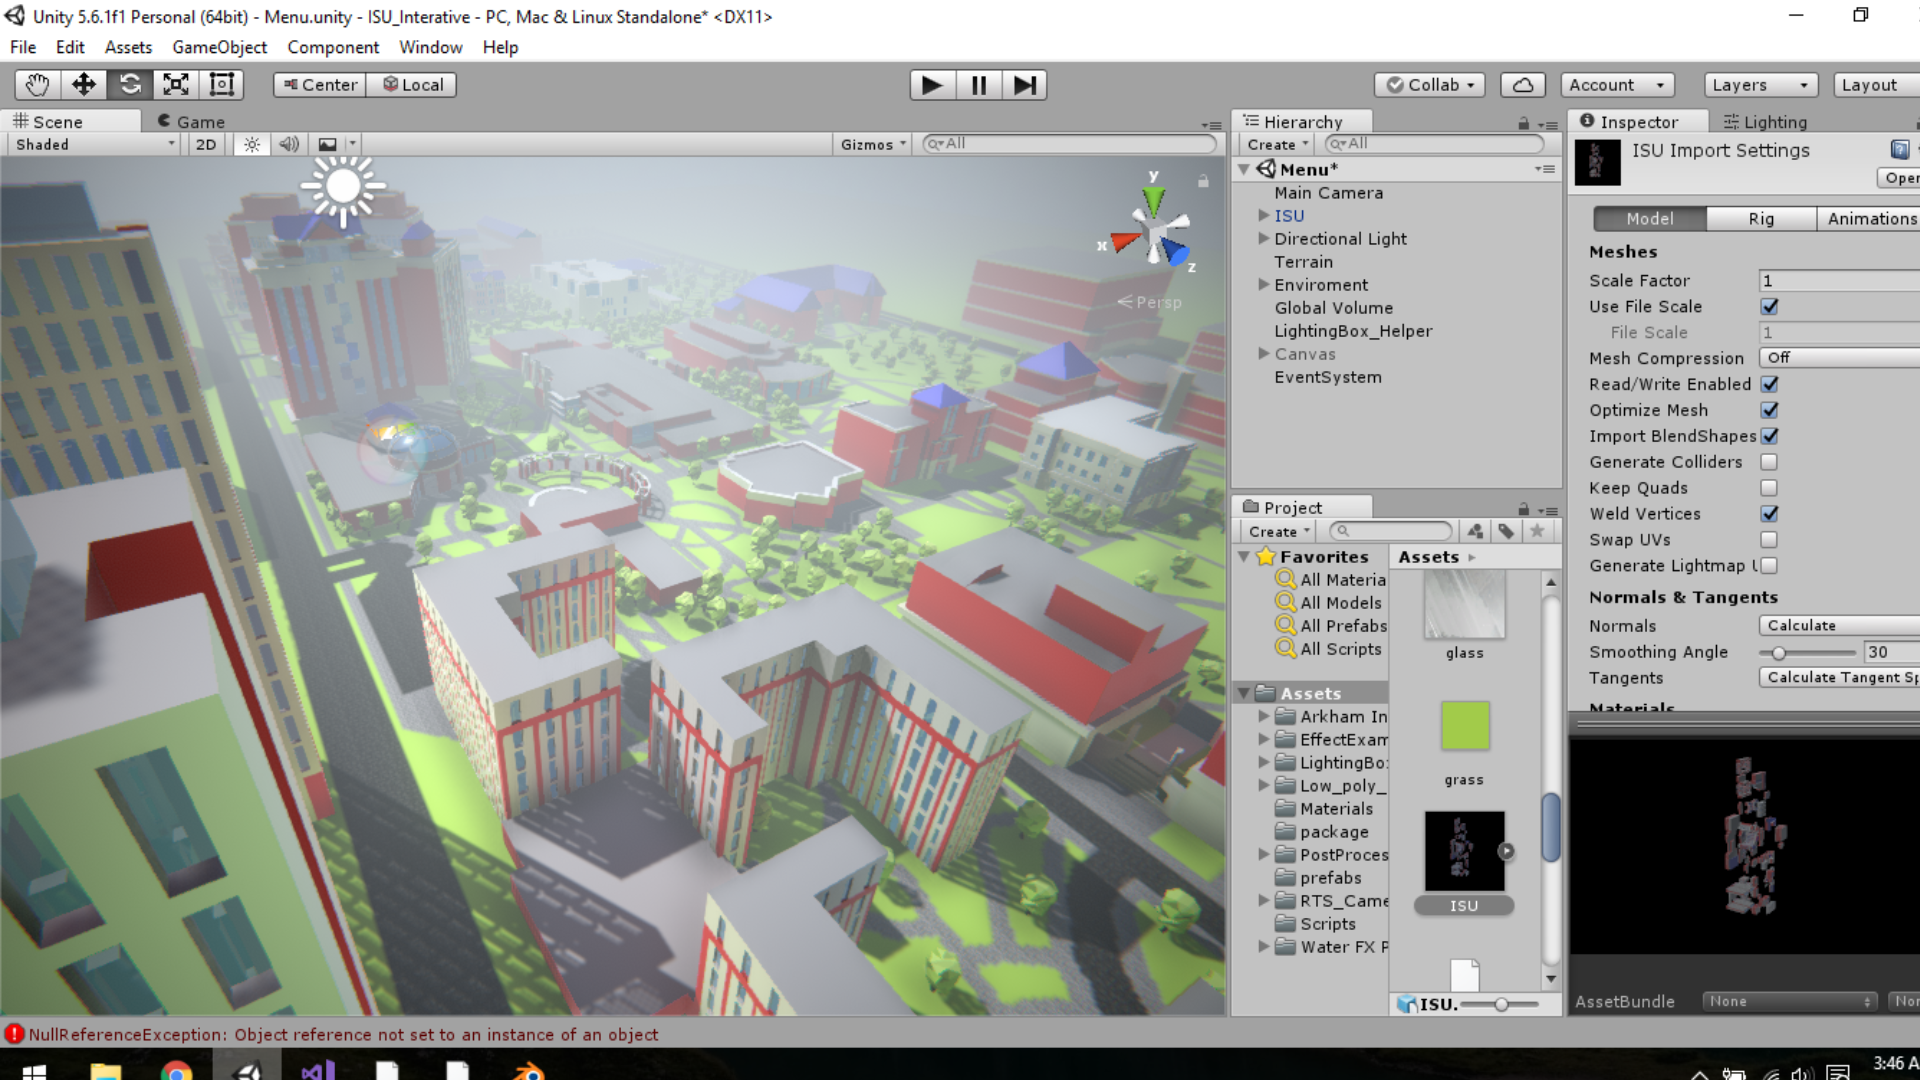 Unity 5.6.1f1 Personal (64bit) - Menu.unity - ISU_Interative - PC, Mac & Linux Standalone* <DX11>
File Edit Assets GameObject Component Window Help
Center Local Collab Account Layers Layout
Scene Game
Shaded 2D Gizmos All
y
x
z
Persp
Hierarchy
Create All
Menu*
Main Camera
ISU
Directional Light
Terrain
Enviroment
Global Volume
LightingBox_Helper
Canvas
EventSystem
Project
Create
Favorites
All Materia
All Models
All Prefabs
All Scripts
Assets
Arkham In
EffectExam
LightingBo
Low_poly_
Materials
package
PostProces
prefabs
RTS_Came
Scripts
Water FX P
Assets
glass
grass
ISU
ISU.
Inspector Lighting
ISU Import Settings
Open
Model Rig Animations
Meshes
Scale Factor 1
Use File Scale
File Scale 1
Mesh Compression Off
Read/Write Enabled
Optimize Mesh
Import BlendShapes
Generate Colliders
Keep Quads
Weld Vertices
Swap UVs
Generate Lightmap U
Normals & Tangents
Normals Calculate
Smoothing Angle 30
Tangents Calculate Tangent Sp
Materials
AssetBundle None Non
NullReferenceException: Object reference not set to an instance of an object
3:46 A